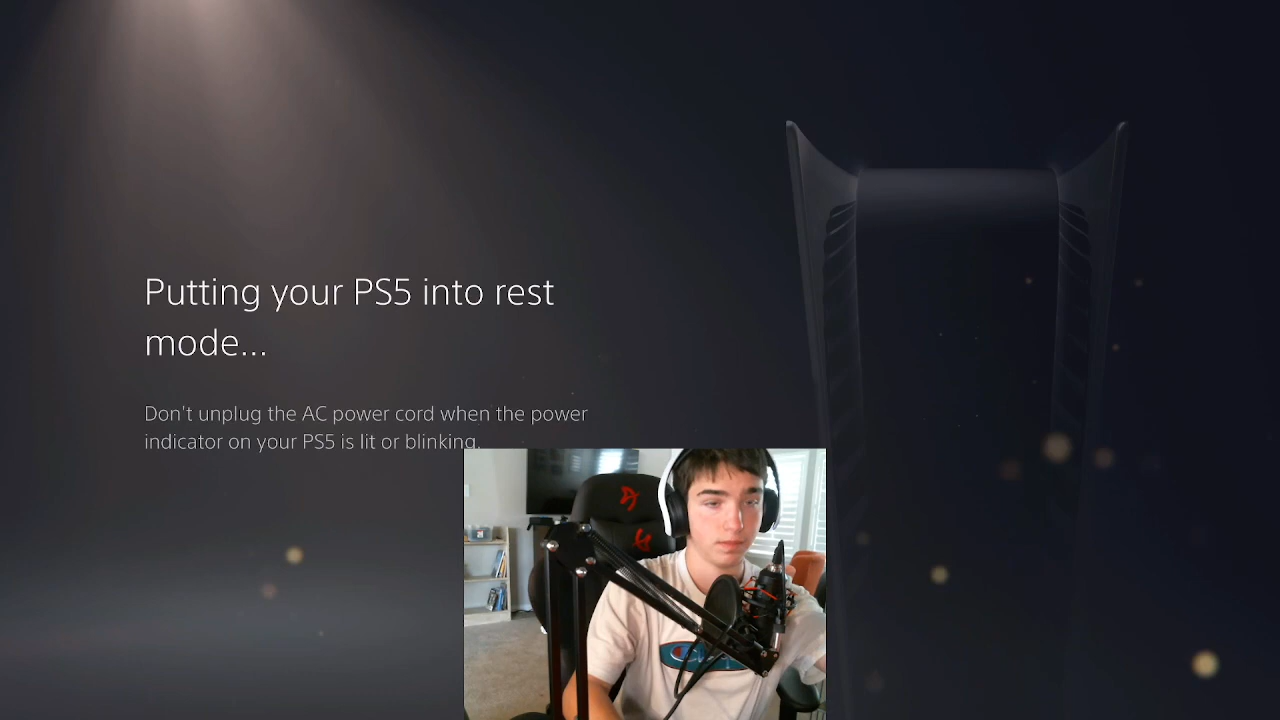 Putting your PS5 into rest
mode...
Don't unplug the AC power cord when the power
indicator on your PS5 is lit or blinking.